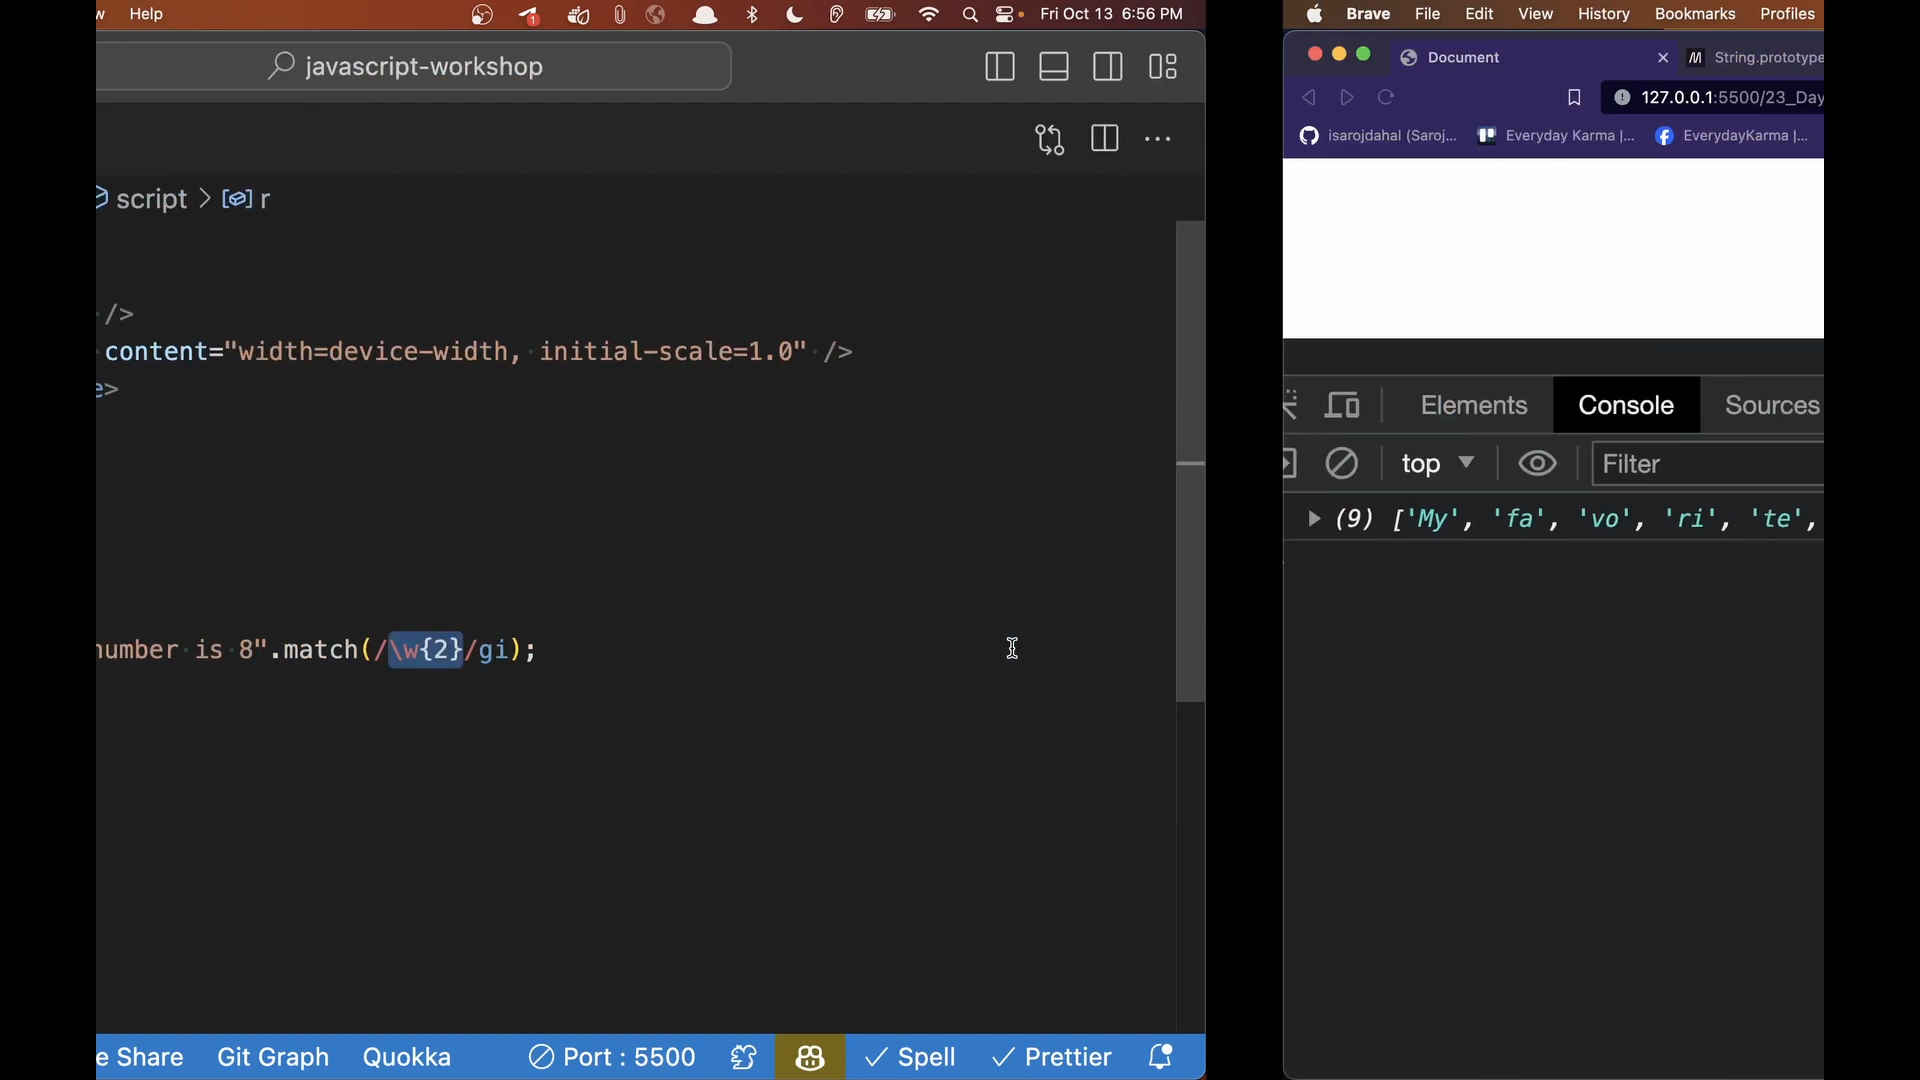 w Help Fri Oct 13 6:56 PM
javascript-workshop
script > r
/>
content="width=device-width, initial-scale=1.0" />
e>
number is 8".match(/\w{2}/gi);
e Share Git Graph Quokka Port : 5500 Spell Prettier
Brave File Edit View History Bookmarks Profiles
Document String.prototype
127.0.0.1:5500/23_Day
isarojdahal (Saroj... Everyday Karma |... EverydayKarma |...
Elements Console Sources
top Filter
(9) ['My', 'fa', 'vo', 'ri', 'te',